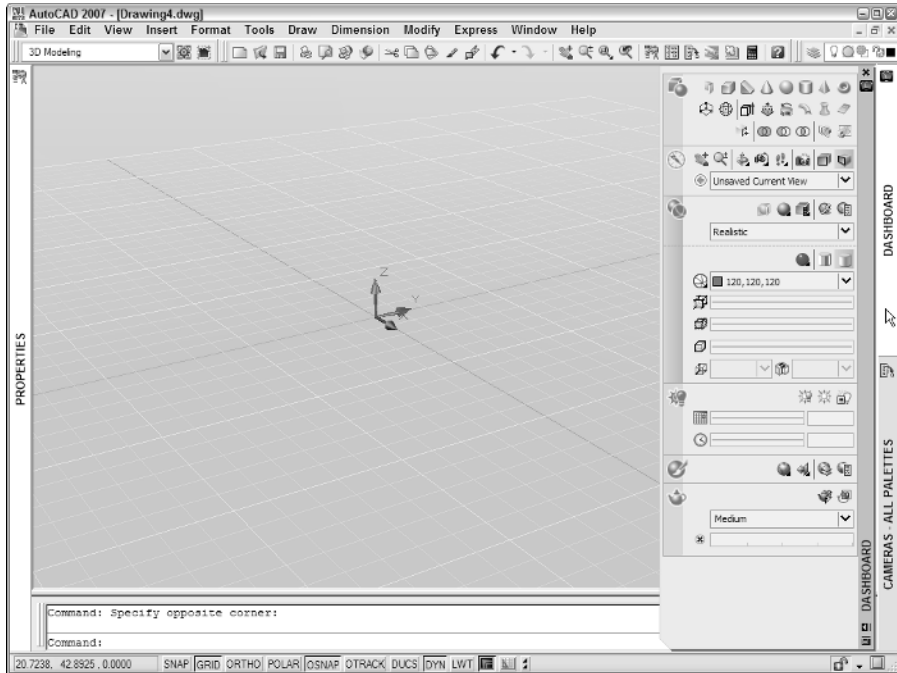 AutoCAD 2007 - [Drawing4.dwg]
File Edit View Insert Format Tools Draw Dimension Modify Express Window Help
3D Modeling
PROPERTIES
Z
Y
X
Unsaved Current View
Realistic
120,120,120
Medium
DASHBOARD
DASHBOARD
CAMERAS - ALL PALETTES
Command: Specify opposite corner:
Command:
20.7238, 42.8925, 0.0000 SNAP GRID ORTHO POLAR OSNAP OTRACK DUCS DYN LWT